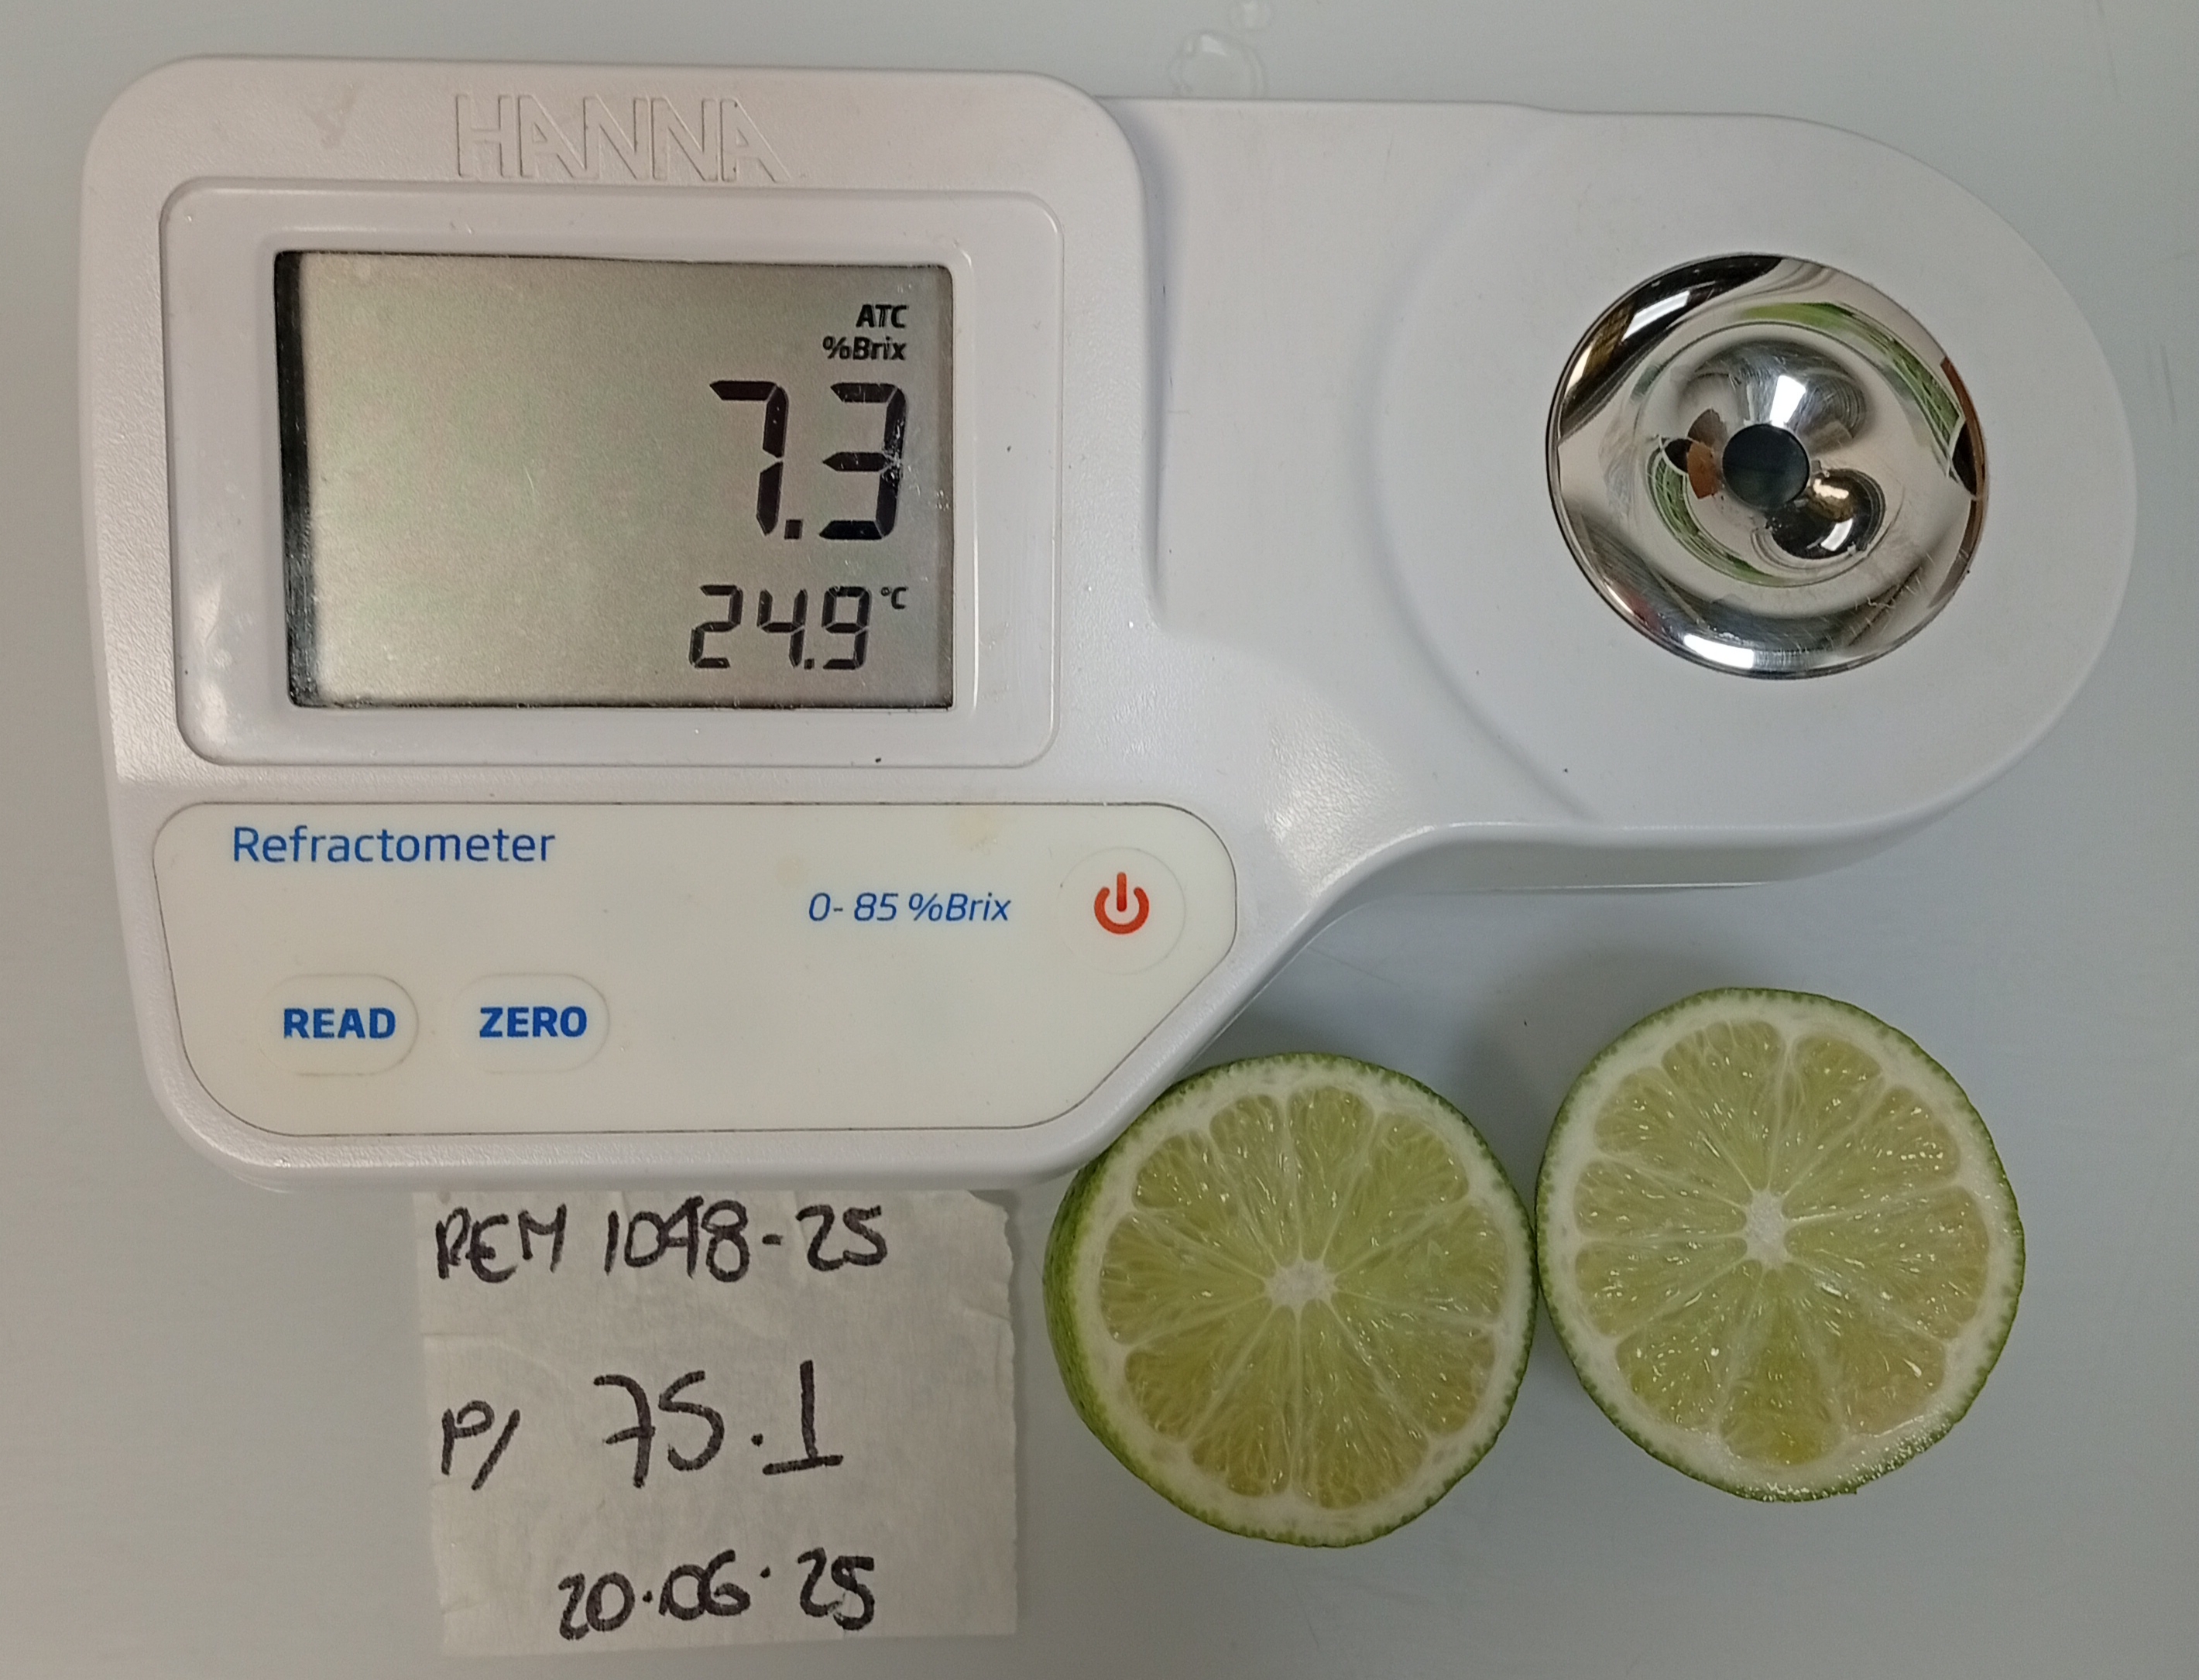 HANNA
ATC
%Brix
7.3
24.9 °C
Refractometer
0-85 %Brix
READ ZERO
REM 1048-25
P/ 75.1
20.06.25